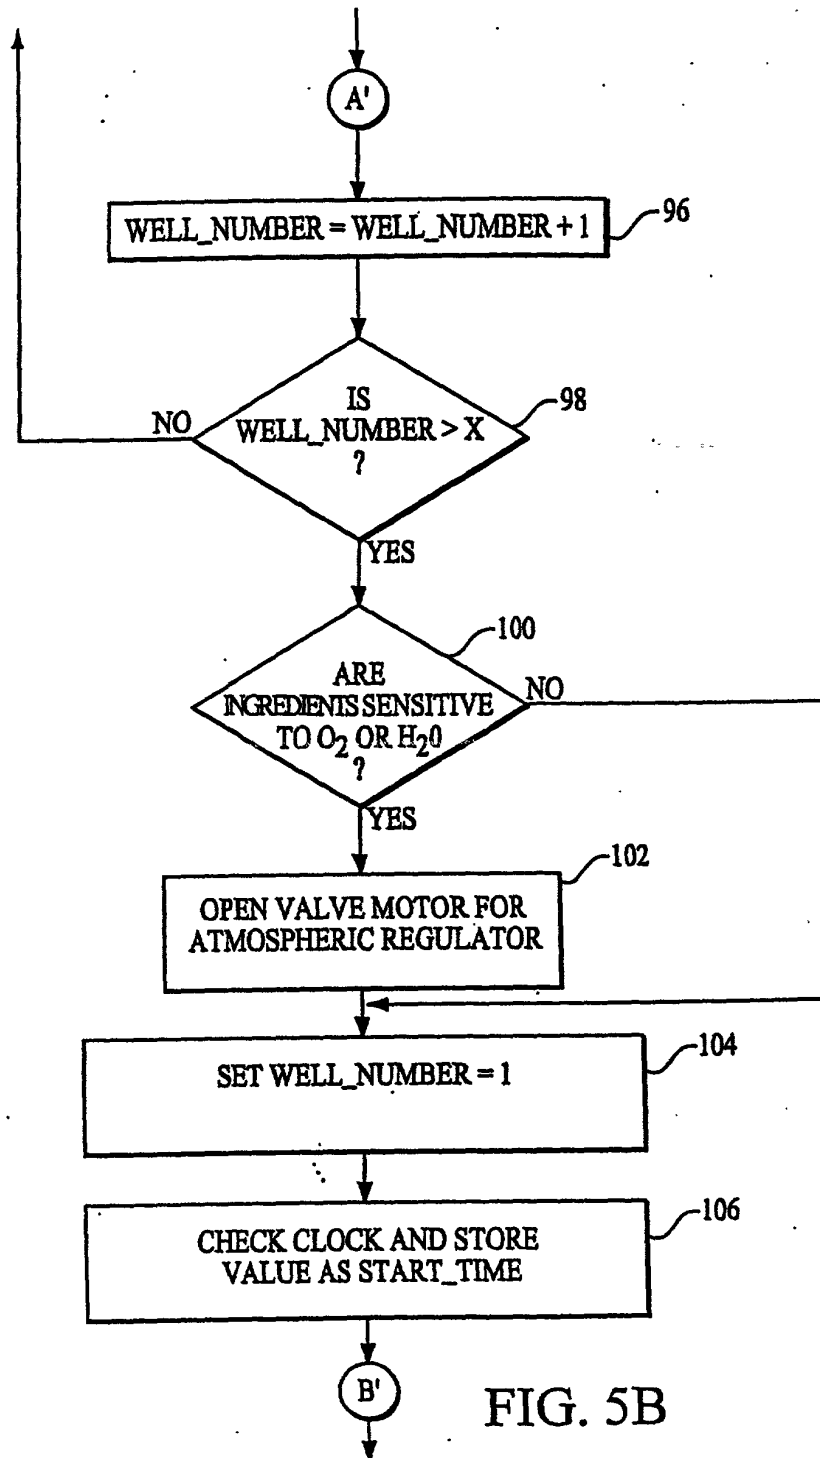 A'
WELL_NUMBER = WELL_NUMBER + 1
96
IS
WELL_NUMBER > X
?
98
NO
YES
100
ARE
INGREDIENTS SENSITIVE
TO O2 OR H20
?
NO
YES
102
OPEN VALVE MOTOR FOR
ATMOSPHERIC REGULATOR
104
SET WELL_NUMBER = 1
106
CHECK CLOCK AND STORE
VALUE AS START_TIME
B'
FIG. 5B